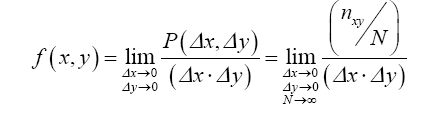 f(x,y) = lim_{Δx→0, Δy→0} P(Δx,Δy) / (Δx·Δy) = lim_{Δx→0, Δy→0, N→∞} (n_{xy}/N) / (Δx·Δy)